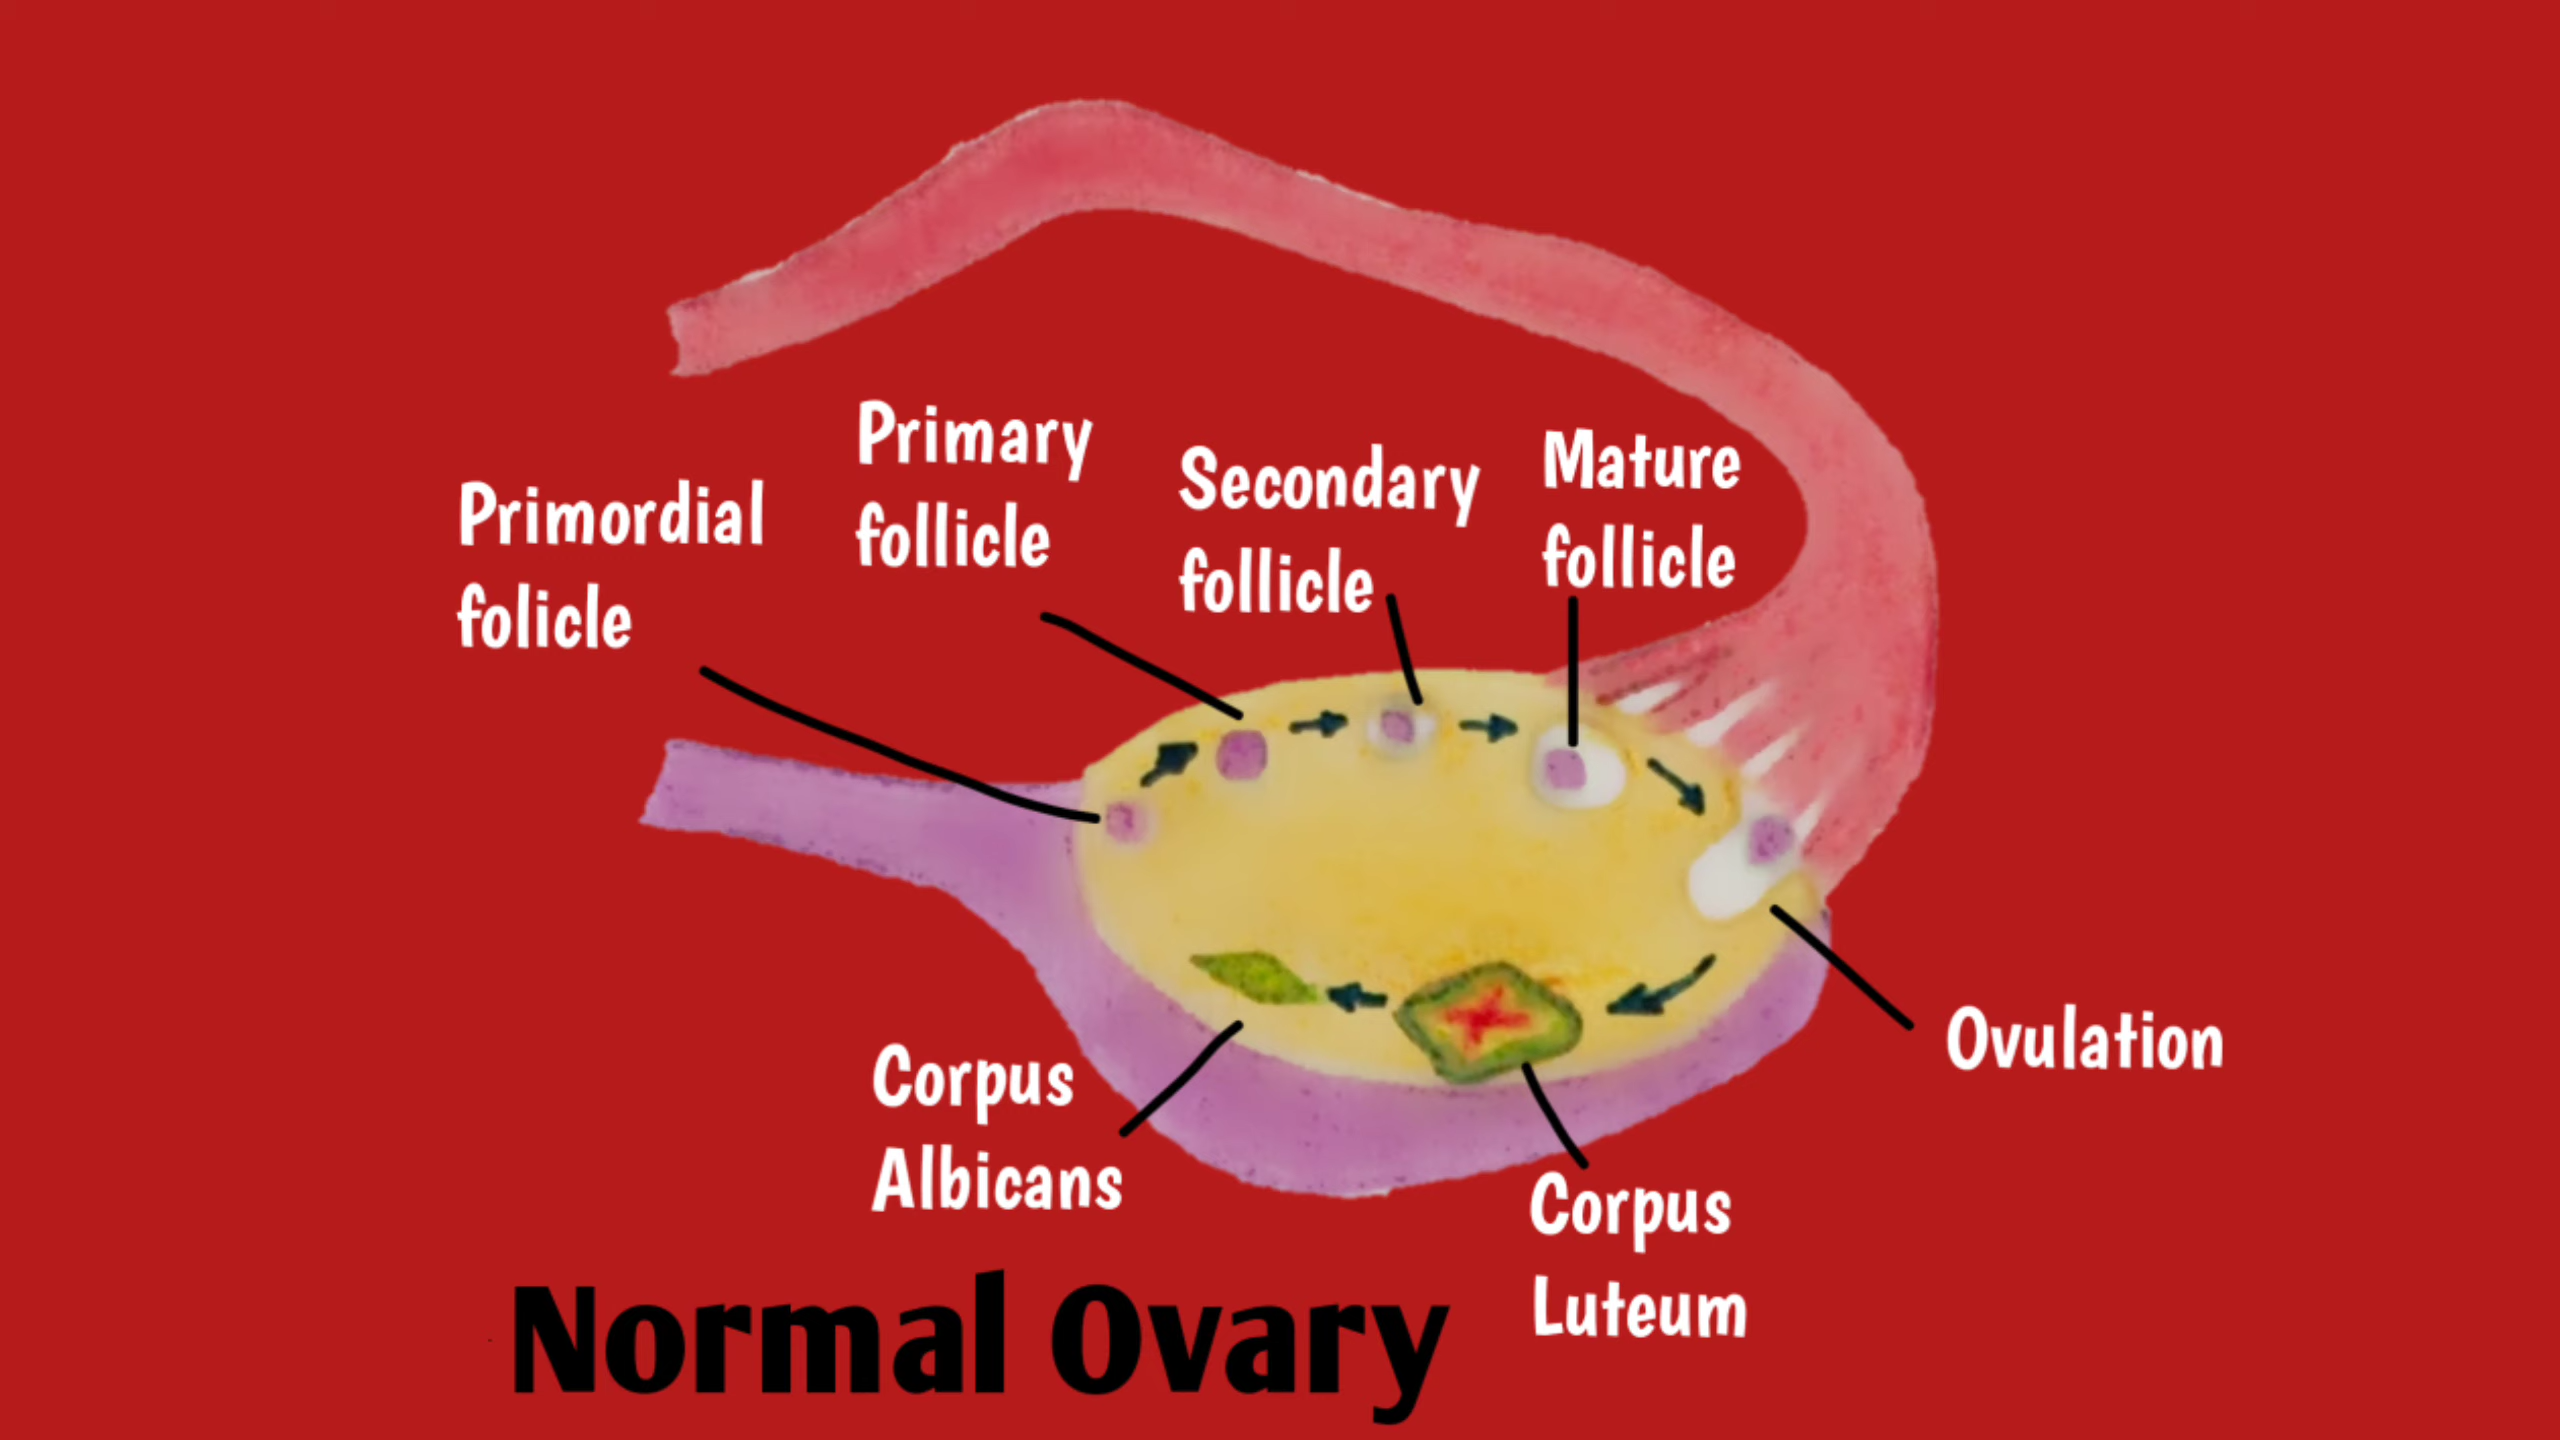 Primordial
folicle
Primary
follicle
Secondary
follicle
Mature
follicle
Ovulation
Corpus
Albicans
Corpus
Luteum
Normal Ovary